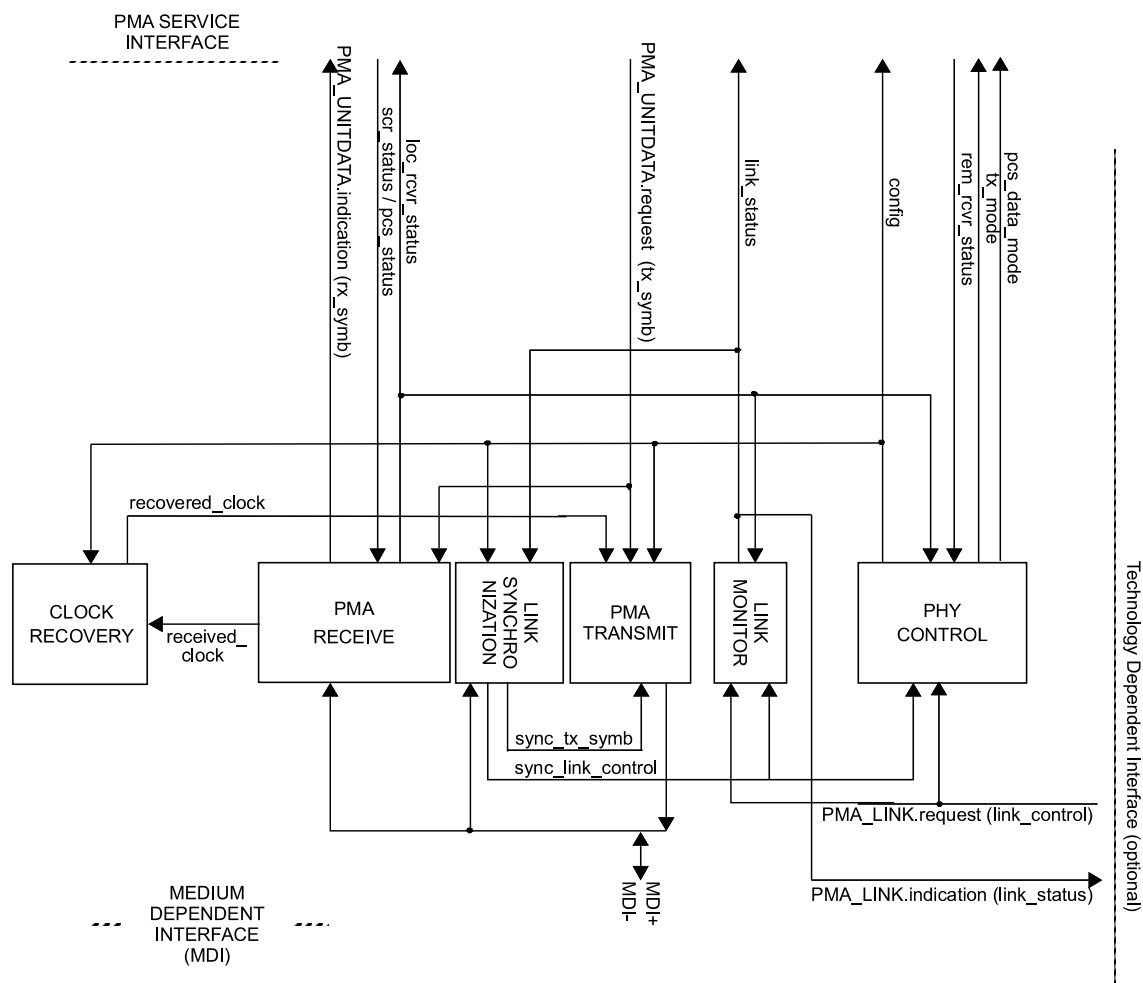 PMA SERVICE
INTERFACE
PMA_UNITDATA.indication (rx_symb)
scr_status / pcs_status
loc_rcvr_status
PMA_UNITDATA.request (tx_symb)
link_status
config
rem_rcvr_status
tx_mode
pcs_data_mode
recovered_clock
CLOCK
RECOVERY
received_
clock
PMA
RECEIVE
LINK
SYNCHRO
NIZATION
PMA
TRANSMIT
LINK
MONITOR
PHY
CONTROL
sync_tx_symb
sync_link_control
PMA_LINK.request (link_control)
PMA_LINK.indication (link_status)
MDI+
MDI-
MEDIUM
DEPENDENT
INTERFACE
(MDI)
Technology Dependent Interface (optional)